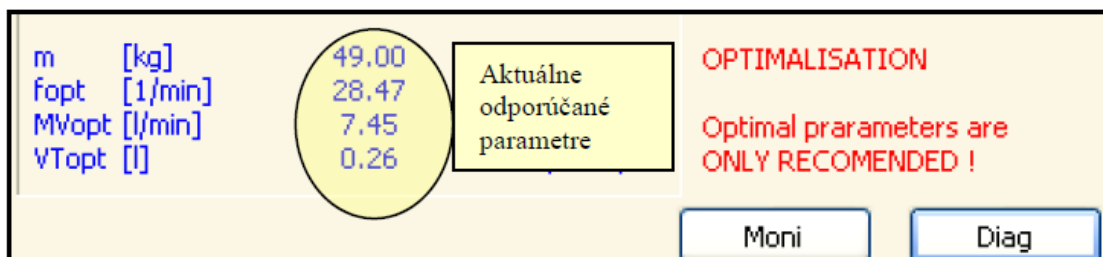 m [kg] 49.00
fopt [1/min] 28.47
MVopt [l/min] 7.45
VTopt [l] 0.26
Aktuálne
odporúčané
parametre
OPTIMALISATION
Optimal prarameters are
ONLY RECOMENDED !
Moni Diag